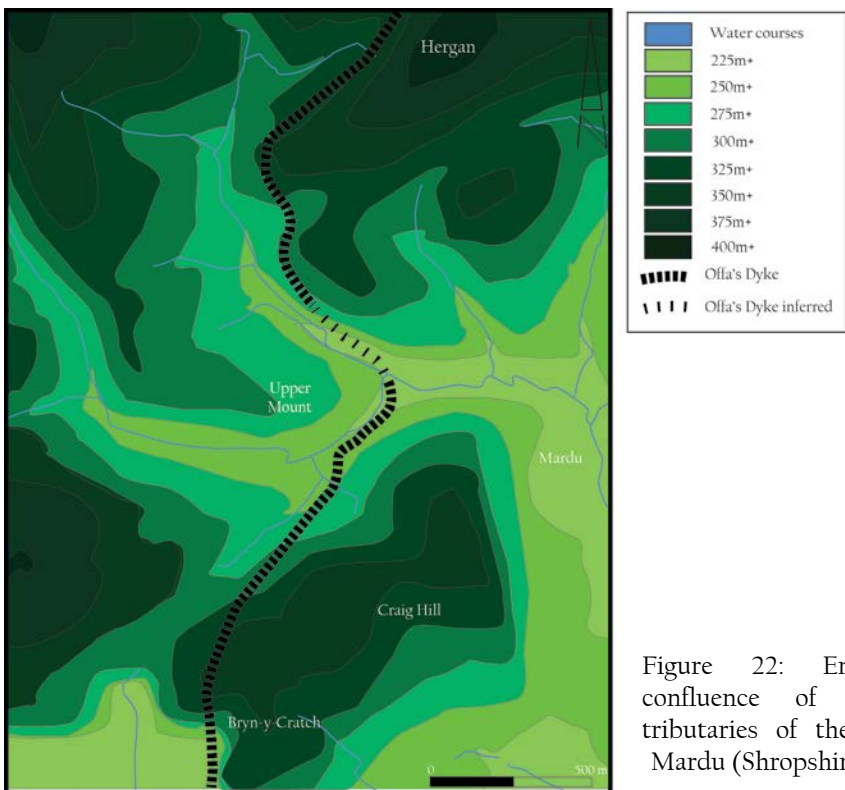 Hergan
Upper
Mount
Mardu
Craig Hill
Bryn-y-Cratch
0
500 m
N
Water courses
225m+
250m+
275m+
300m+
325m+
350m+
375m+
400m+
Offa's Dyke
Offa's Dyke inferred
Figure 22: Er
confluence of
tributaries of the
Mardu (Shropshir